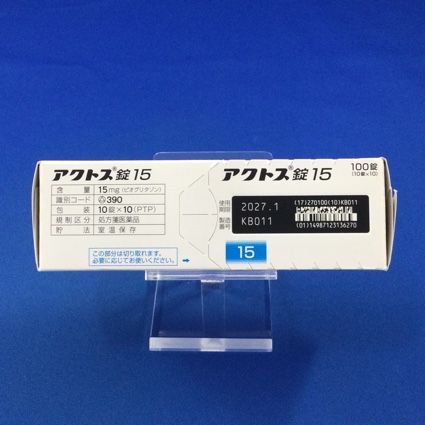 アクトス®錠15
含量 15mg(ピオグリタゾン)
識別コード 390
包装 10錠×10(PTP)
規制区分 処方箋医薬品
貯法 室温保存
この部分は切り取れます。
必要に応じてお使いください。
アクトス®錠15
100錠
(10錠×10)
使用期限 2027.1
製造番号 KB011
(17)270100(10)KB011
(01)14987123136270
15